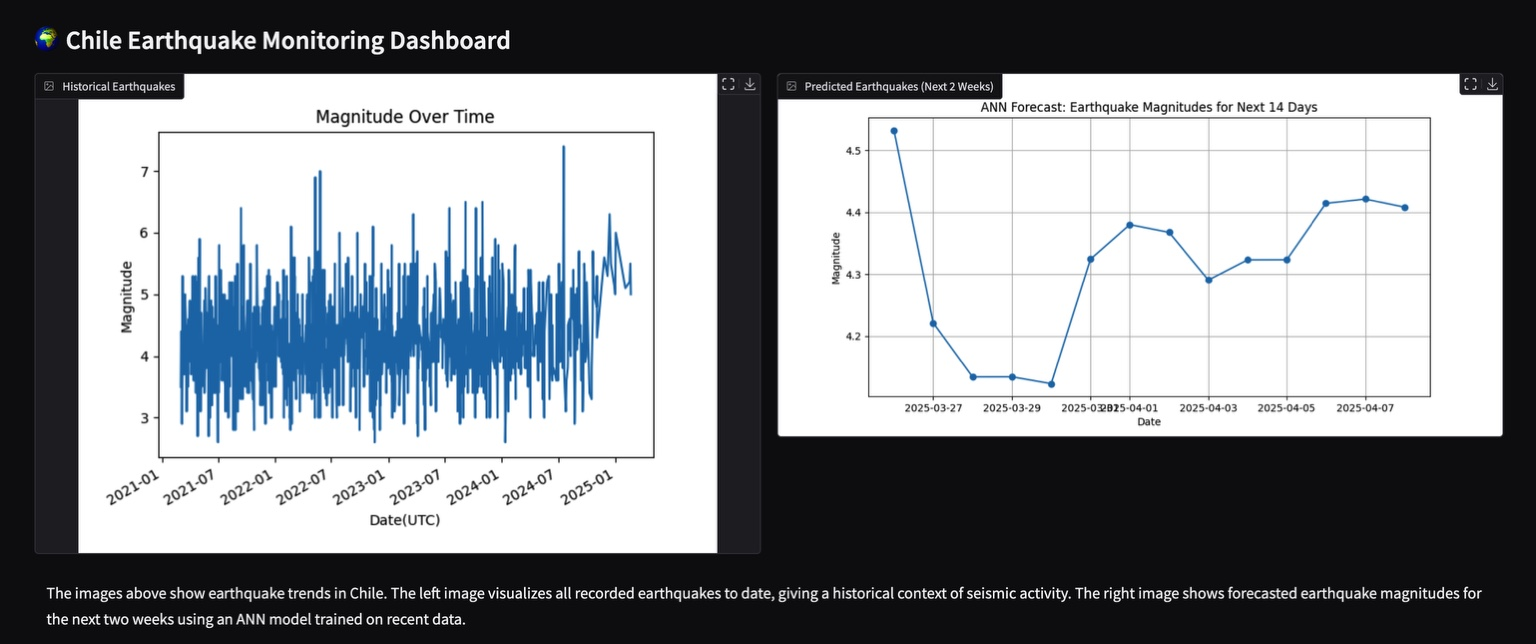 Chile Earthquake Monitoring Dashboard
Historical Earthquakes
Magnitude Over Time
7
6
5
4
3
Magnitude
2021-01
2021-07
2022-01
2022-07
2023-01
2023-07
2024-01
2024-07
2025-01
Date(UTC)
Predicted Earthquakes (Next 2 Weeks)
ANN Forecast: Earthquake Magnitudes for Next 14 Days
4.5
4.4
4.3
4.2
Magnitude
2025-03-27
2025-03-29
2025-04-01
2025-04-03
2025-04-05
2025-04-07
Date
The images above show earthquake trends in Chile. The left image visualizes all recorded earthquakes to date, giving a historical context of seismic activity. The right image shows forecasted earthquake magnitudes for
the next two weeks using an ANN model trained on recent data.